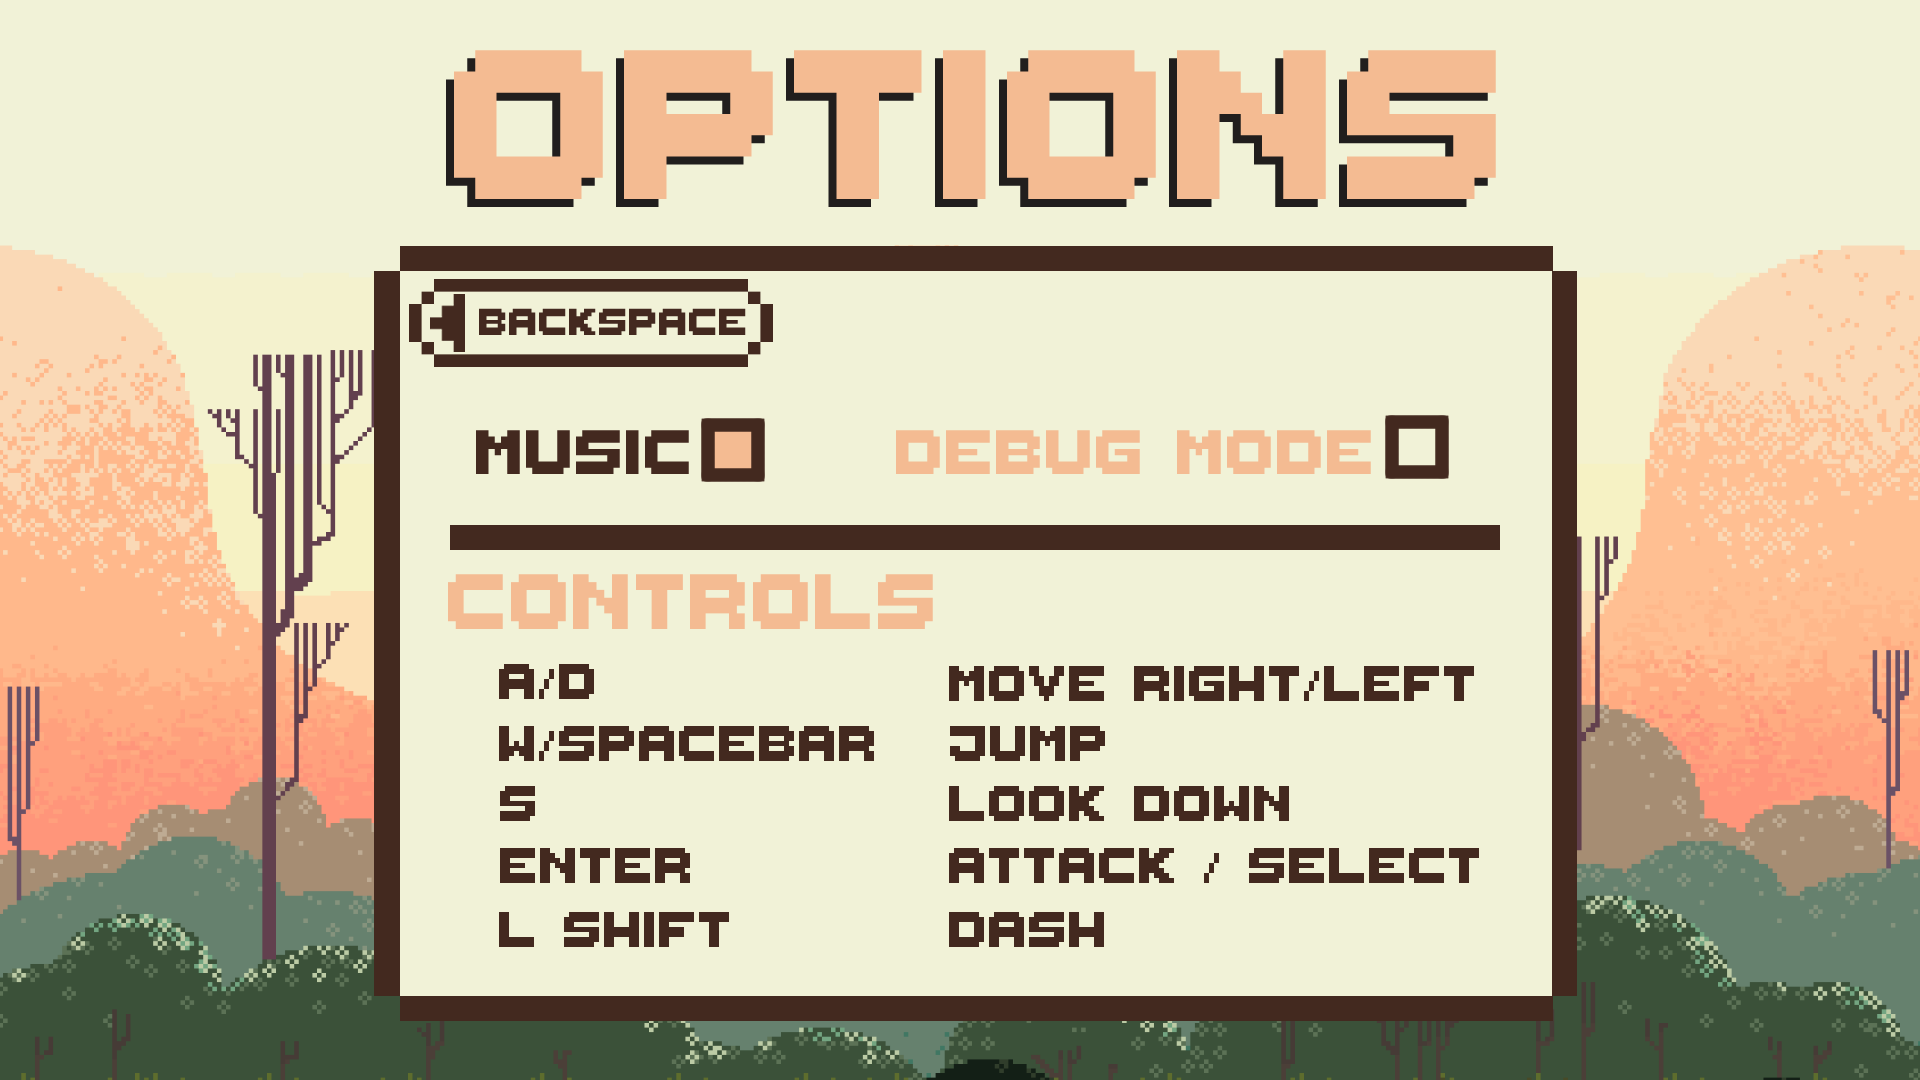 OPTIONS
BACKSPACE
MUSIC DEBUG MODE
CONTROLS
A/D MOVE RIGHT/LEFT
W/SPACEBAR JUMP
S LOOK DOWN
ENTER ATTACK / SELECT
L SHIFT DASH